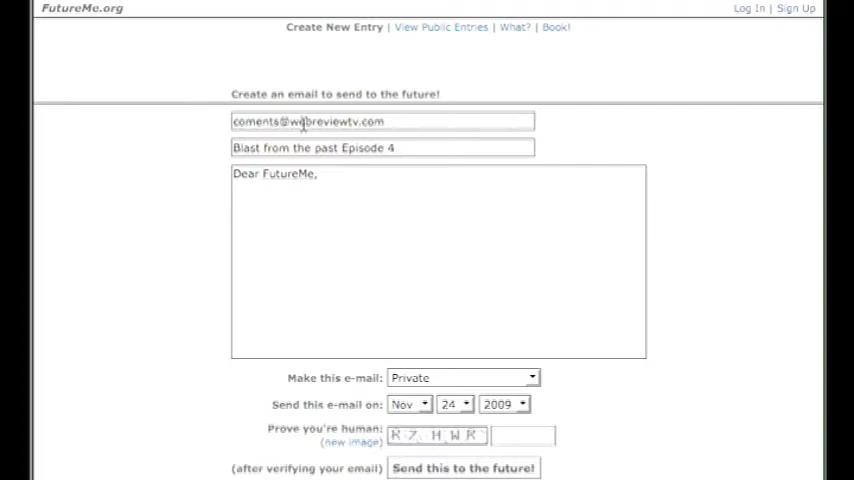 FutureMe.org
Log In | Sign Up
Create New Entry | View Public Entries | What? | Book!
Create an email to send to the future!
coments@webreviewtv.com
Blast from the past Episode 4
Dear FutureMe,
Make this e-mail: Private
Send this e-mail on: Nov 24 2009
Prove you're human: R Z H W R
(new image)
(after verifying your email) Send this to the future!